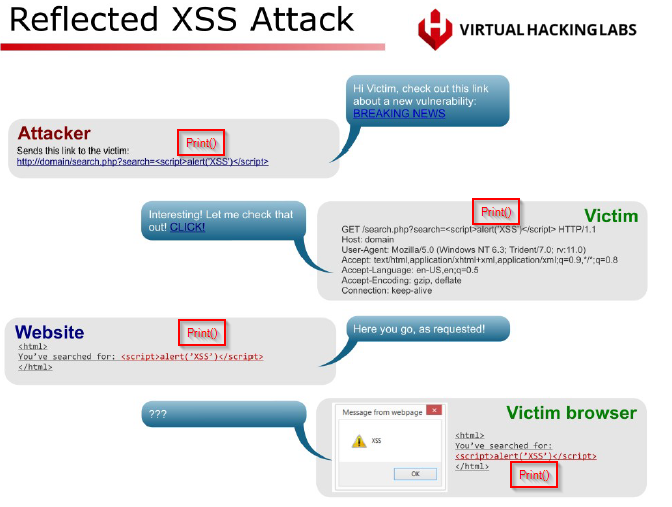 Reflected XSS Attack
VIRTUAL HACKING LABS
Hi Victim, check out this link
about a new vulnerability:
BREAKING NEWS
Attacker
Print()
Sends this link to the victim:
http://domain/search.php?search=<script>alert('XSS')</script>
Interesting! Let me check that
out! CLICK!
Print()
Victim
GET /search.php?search=<script>alert('XSS')</script> HTTP/1.1
Host: domain
User-Agent: Mozilla/5.0 (Windows NT 6.3; Trident/7.0; rv:11.0)
Accept: text/html,application/xhtml+xml,application/xml;q=0.9,*/*;q=0.8
Accept-Language: en-US,en;q=0.5
Accept-Encoding: gzip, deflate
Connection: keep-alive
Website
Print()
<html>
You've searched for: <script>alert('XSS')</script>
</html>
Here you go, as requested!
???
Message from webpage
XSS
OK
Victim browser
<html>
You've searched for:
<script>alert('XSS')</script>
</html>
Print()